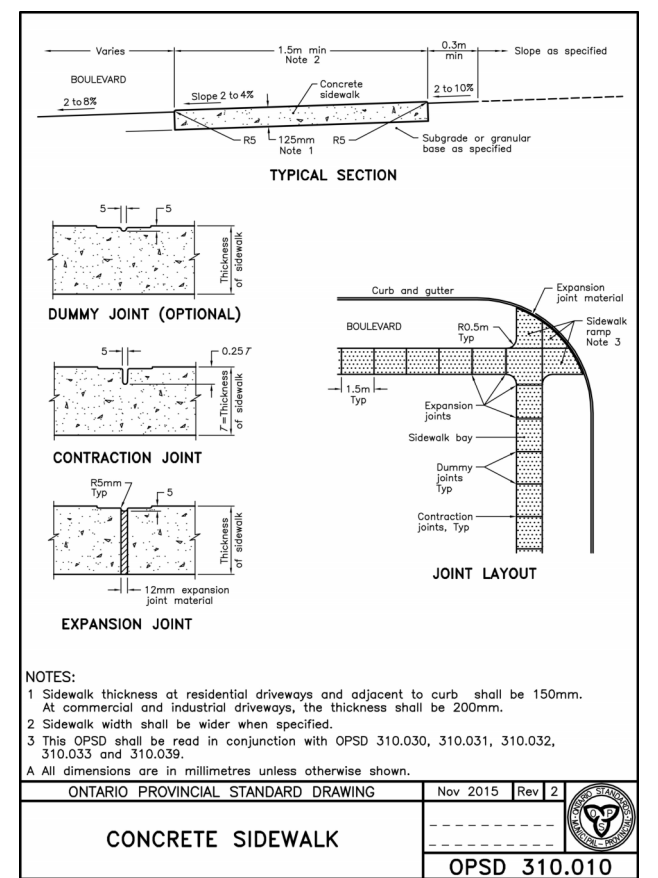 Varies
1.5m min
Note 2
0.3m
min
Slope as specified
BOULEVARD
2 to 8%
Slope 2 to 4%
Concrete
sidewalk
2 to 10%
R5
125mm
Note 1
R5
Subgrade or granular
base as specified
TYPICAL SECTION
5
5
Thickness
of sidewalk
DUMMY JOINT (OPTIONAL)
5
0.25T
T=Thickness
of sidewalk
CONTRACTION JOINT
R5mm
Typ
5
Thickness
of sidewalk
12mm expansion
joint material
EXPANSION JOINT
Curb and gutter
Expansion
joint material
BOULEVARD
R0.5m
Typ
Sidewalk
ramp
Note 3
1.5m
Typ
Expansion
joints
Sidewalk bay
Dummy
joints
Typ
Contraction
joints, Typ
JOINT LAYOUT
NOTES:
1 Sidewalk thickness at residential driveways and adjacent to curb shall be 150mm.
At commercial and industrial driveways, the thickness shall be 200mm.
2 Sidewalk width shall be wider when specified.
3 This OPSD shall be read in conjunction with OPSD 310.030, 310.031, 310.032,
310.033 and 310.039.
A All dimensions are in millimetres unless otherwise shown.
ONTARIO PROVINCIAL STANDARD DRAWING
Nov 2015 Rev 2
CONCRETE SIDEWALK
OPSD 310.010
ONTARIO STANDARDS
MUNICIPAL - PROVINCIAL
O P S